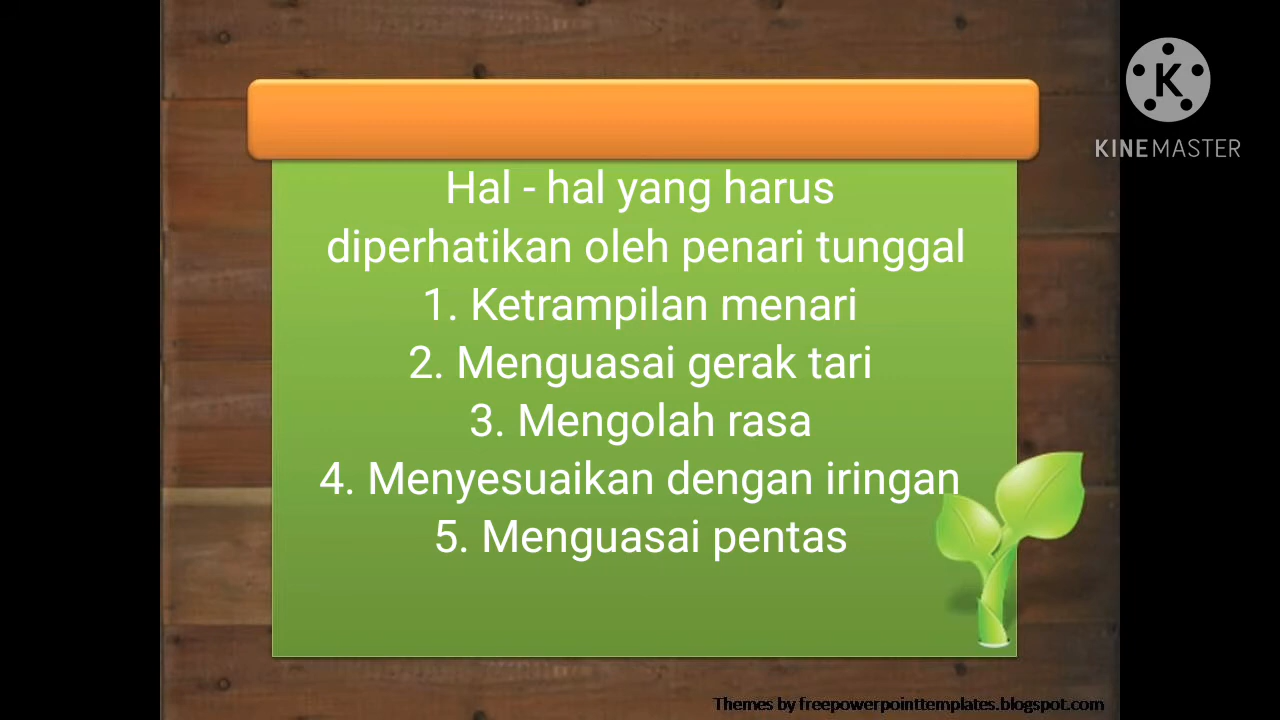 K
KINEMASTER
Hal - hal yang harus
diperhatikan oleh penari tunggal
1. Ketrampilan menari
2. Menguasai gerak tari
3. Mengolah rasa
4. Menyesuaikan dengan iringan
5. Menguasai pentas
Themes by freepowerpointtemplates.blogspot.com